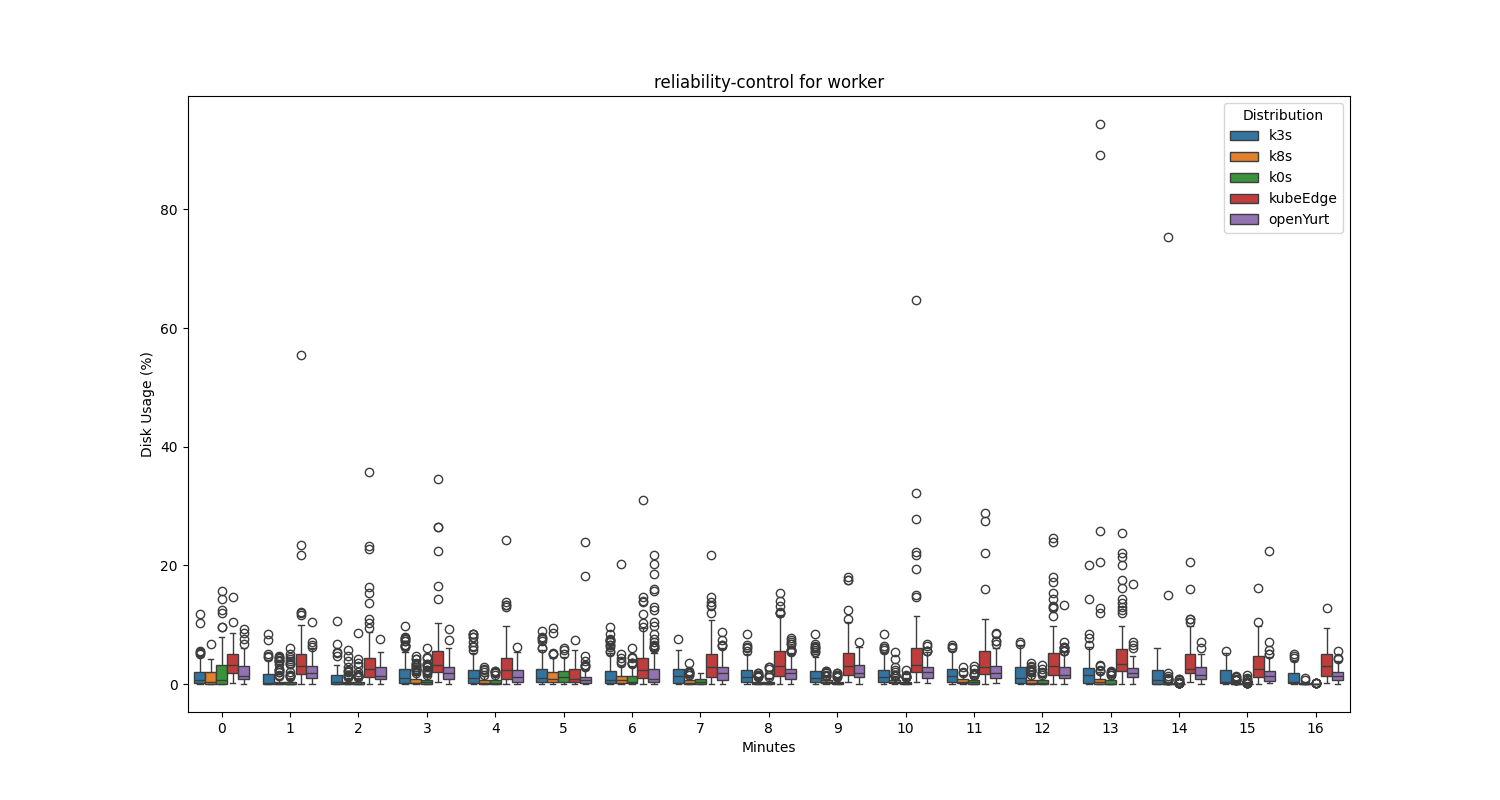 reliability-control for worker
Distribution
k3s
k8s
k0s
kubeEdge
openYurt
80
60
40
20
0
Disk Usage (%)
0 1 2 3 4 5 6 7 8 9 10 11 12 13 14 15 16
Minutes